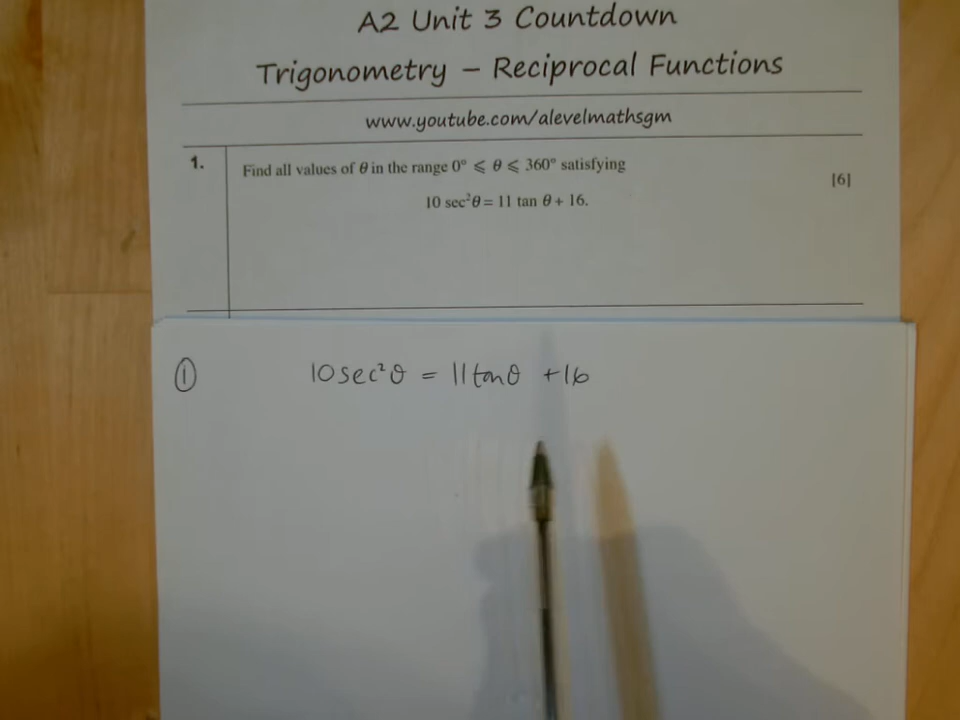 A2 Unit 3 Countdown
Trigonometry – Reciprocal Functions
www.youtube.com/alevelmathsgm
1.
Find all values of θ in the range 0° ⩽ θ ⩽ 360° satisfying
[6]
10 sec²θ = 11 tan θ + 16.
① 10sec²θ = 11tanθ +16